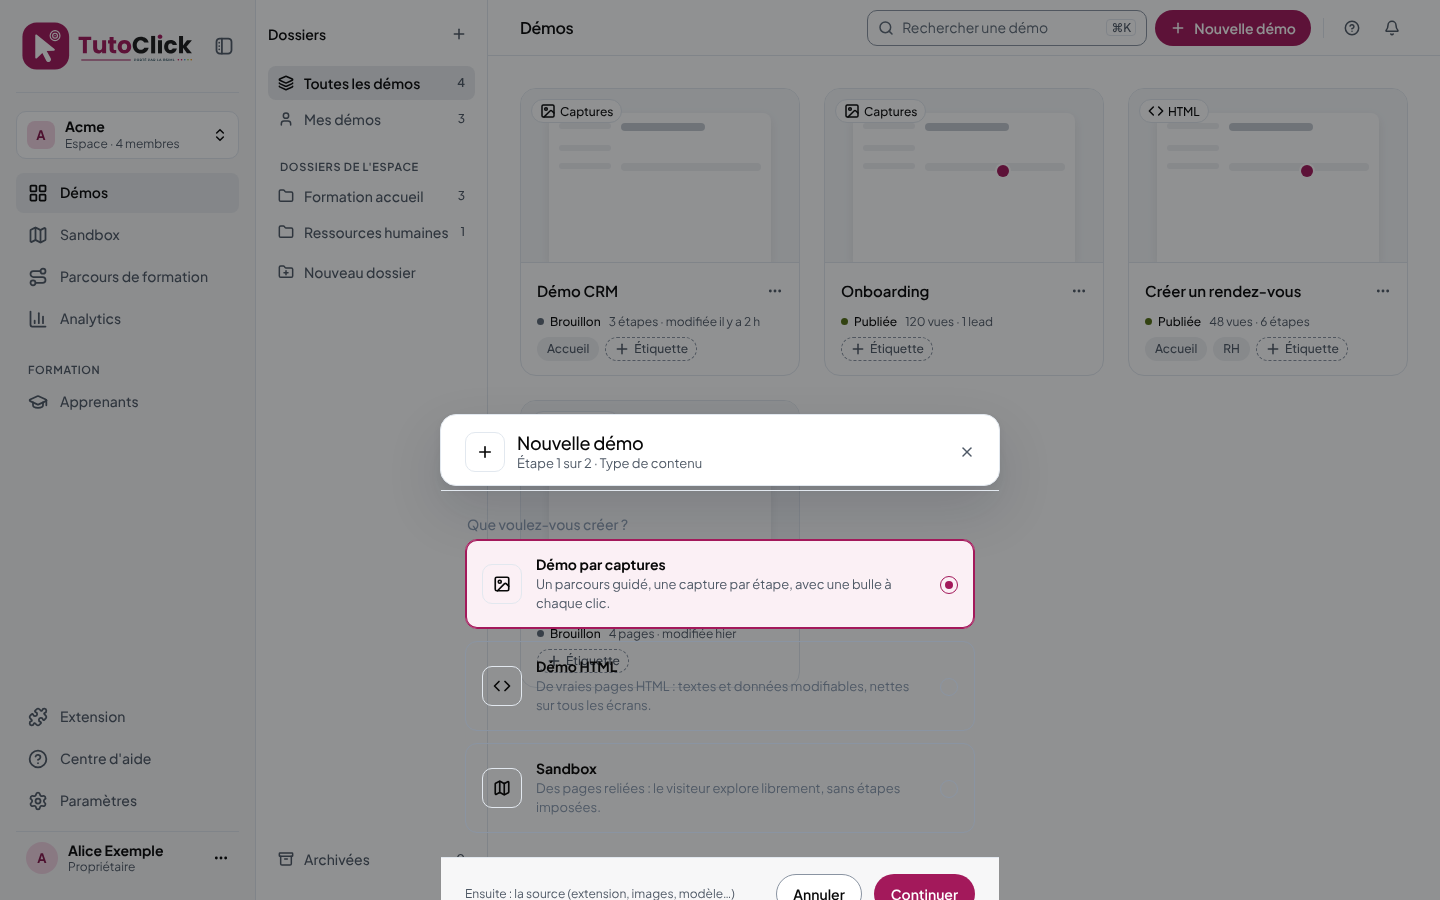 TutoClick
Acme
Espace · 4 membres
Démos
Sandbox
Parcours de formation
Analytics
FORMATION
Apprenants
Extension
Centre d'aide
Paramètres
A
Alice Exemple
Propriétaire
Dossiers
Toutes les démos 4
Mes démos 3
DOSSIERS DE L'ESPACE
Formation accueil 3
Ressources humaines 1
Nouveau dossier
Archivées
Démos
Rechercher une démo ⌘K
Nouvelle démo
Captures
Démo CRM
Brouillon 3 étapes · modifiée il y a 2 h
Accueil + Étiquette
Captures
Onboarding
Publiée 120 vues · 1 lead
+ Étiquette
HTML
Créer un rendez-vous
Publiée 48 vues · 6 étapes
Accueil RH + Étiquette
Nouvelle démo
Étape 1 sur 2 · Type de contenu
Que voulez-vous créer ?
Démo par captures
Un parcours guidé, une capture par étape, avec une bulle à
chaque clic.
Brouillon 4 pages · modifiée hier
+ Étiquette
Démo HTML
De vraies pages HTML : textes et données modifiables, nettes
sur tous les écrans.
Sandbox
Des pages reliées : le visiteur explore librement, sans étapes
imposées.
Ensuite : la source (extension, images, modèle…)
Annuler
Continuer